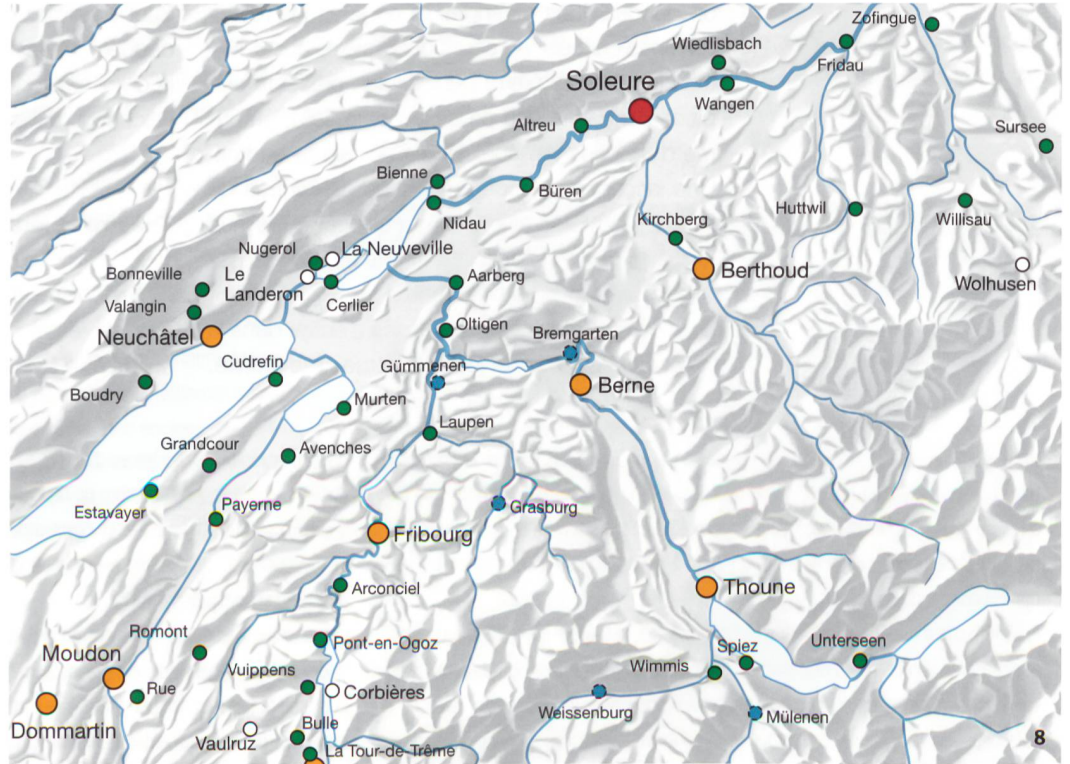 Zofingue
Wiedlisbach
Fridau
Soleure
Wangen
Altreu
Sursee
Bienne
Büren
Nidau
Huttwil
Willisau
Kirchberg
Nugerol
La Neuveville
Berthoud
Wolhusen
Bonneville
Le
Landeron
Aarberg
Valangin
Cerlier
Neuchâtel
Oltigen
Bremgarten
Cudrefin
Gümmenen
Berne
Boudry
Murten
Laupen
Grandcour
Avenches
Estavayer
Payerne
Grasburg
Fribourg
Arconciel
Thoune
Romont
Pont-en-Ogoz
Unterseen
Moudon
Spiez
Vuippens
Wimmis
Rue
Corbières
Weissenburg
Mülenen
Dommartin
Bulle
Vaulruz
La Tour-de-Trême
8